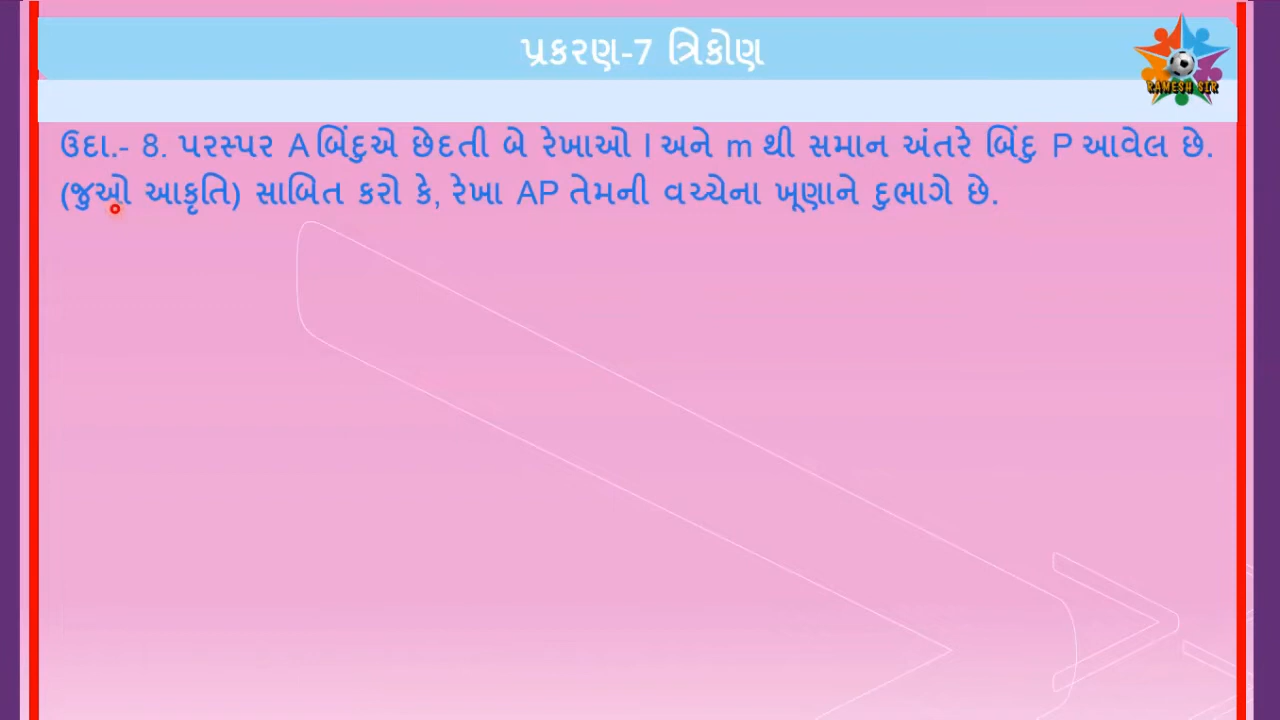 પ્રકરણ-7 ત્રિકોણ
RAMESH SIR
ઉદા.- 8. પરસ્પર A બિંદુએ છેદતી બે રેખાઓ l અને m થી સમાન અંતરે બિંદુ P આવેલ છે.
(જુઓ આકૃતિ) સાબિત કરો કે, રેખા AP તેમની વચ્ચેના ખૂણાને દુભાગે છે.